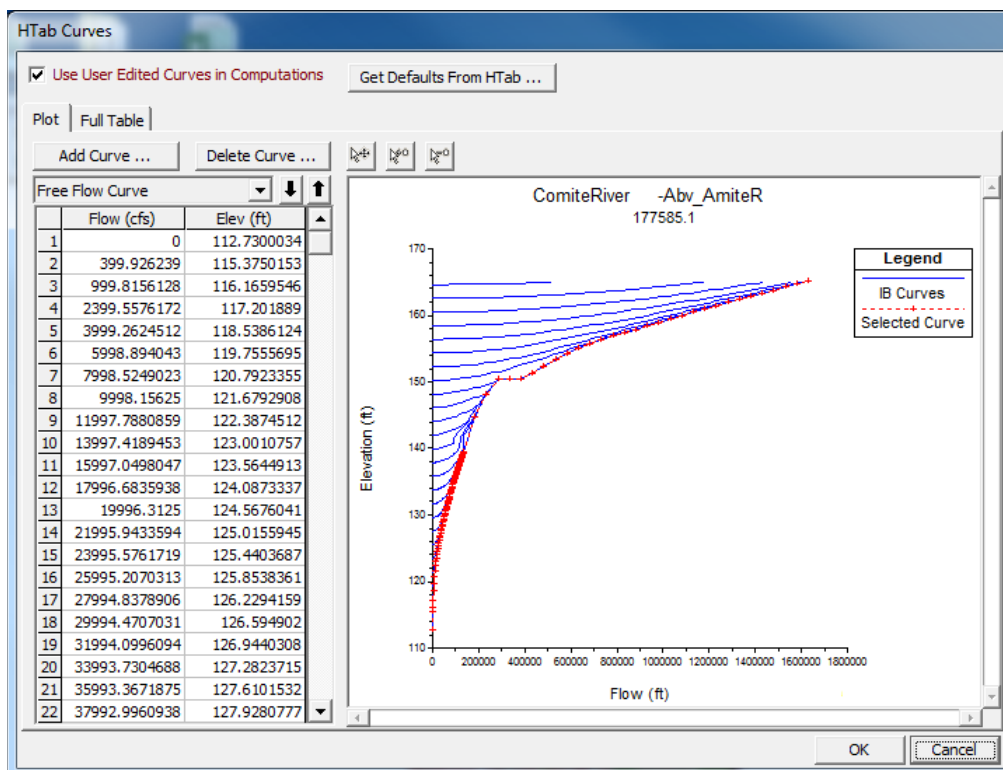 HTab Curves
Use User Edited Curves in Computations
Get Defaults From HTab ...
Plot
Full Table
Add Curve ...
Delete Curve ...
Free Flow Curve
Flow (cfs) Elev (ft)
1 0 112.7300034
2 399.926239 115.3750153
3 999.8156128 116.1659546
4 2399.5576172 117.201889
5 3999.2624512 118.5386124
6 5998.894043 119.7555695
7 7998.5249023 120.7923355
8 9998.15625 121.6792908
9 11997.7880859 122.3874512
10 13997.4189453 123.0010757
11 15997.0498047 123.5644913
12 17996.6835938 124.0873337
13 19996.3125 124.5676041
14 21995.9433594 125.0155945
15 23995.5761719 125.4403687
16 25995.2070313 125.8538361
17 27994.8378906 126.2294159
18 29994.4707031 126.594902
19 31994.0996094 126.9440308
20 33993.7304688 127.2823715
21 35993.3671875 127.6101532
22 37992.9960938 127.9280777
ComiteRiver -Abv_AmiteR
177585.1
170
160
150
140
130
120
110
Elevation (ft)
0 200000 400000 600000 800000 1000000 1200000 1400000 1600000 1800000
Flow (ft)
Legend
IB Curves
Selected Curve
OK
Cancel